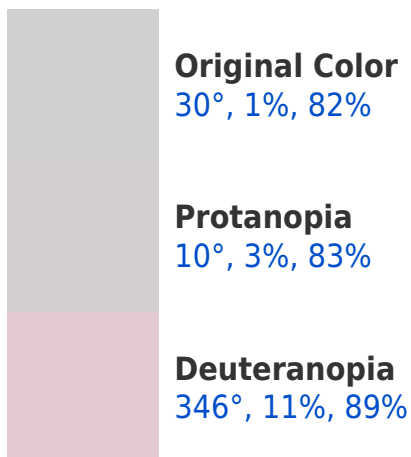 Original Color
30°, 1%, 82%
Protanopia
10°, 3%, 83%
Deuteranopia
346°, 11%, 89%